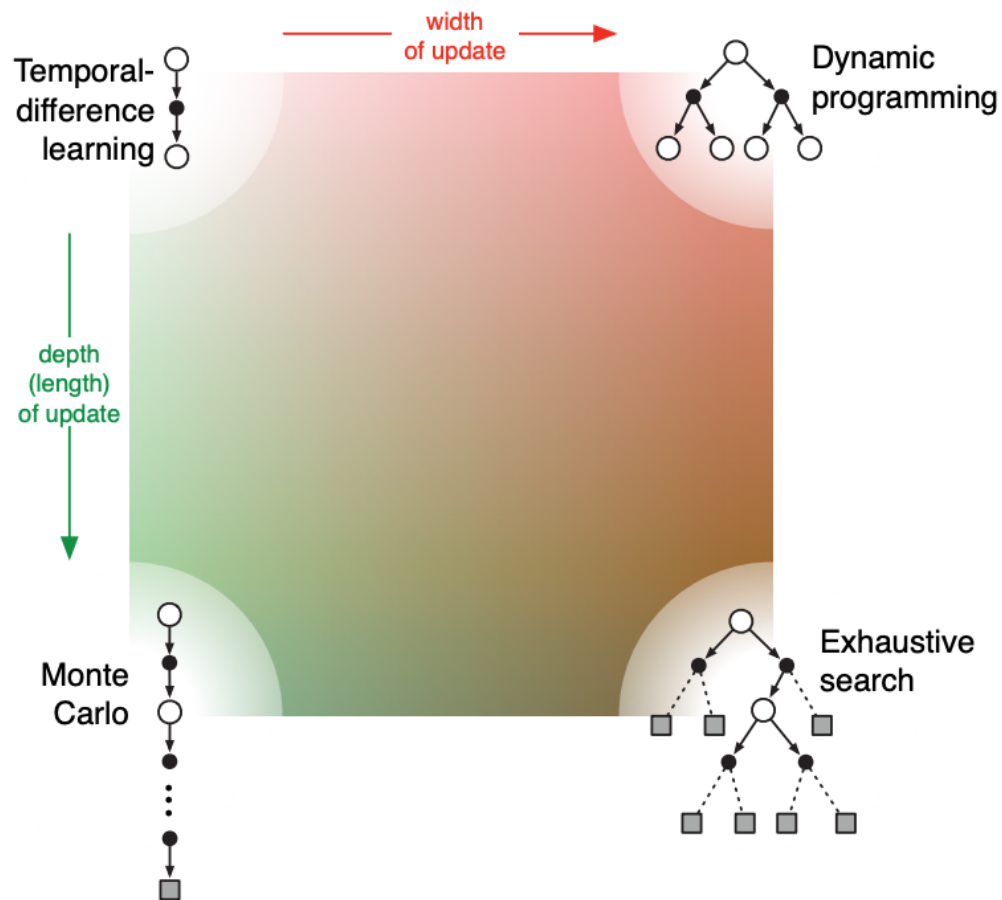 width
of update
Temporal-
difference
learning
Dynamic
programming
depth
(length)
of update
Monte
Carlo
Exhaustive
search